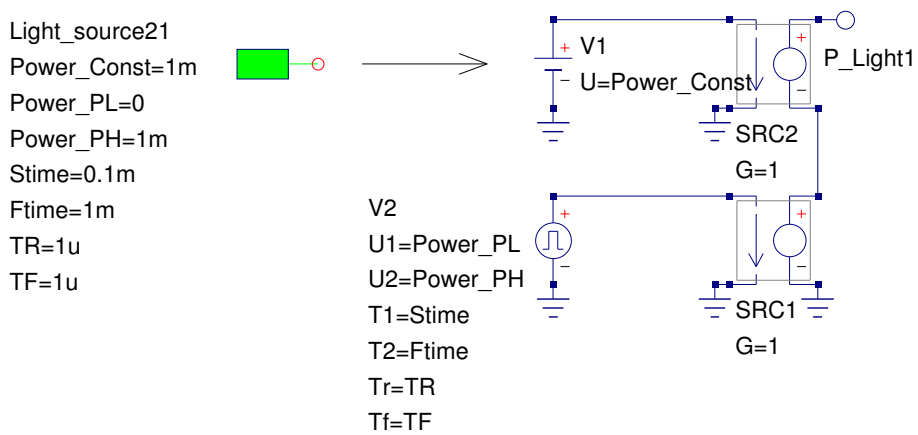 Light_source21
Power_Const=1m
Power_PL=0
Power_PH=1m
Stime=0.1m
Ftime=1m
TR=1u
TF=1u
V1
U=Power_Const
P_Light1
SRC2
G=1
V2
U1=Power_PL
U2=Power_PH
T1=Stime
T2=Ftime
Tr=TR
Tf=TF
SRC1
G=1